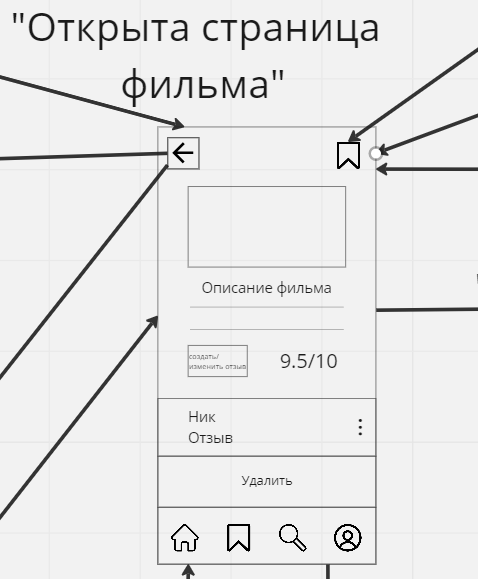 "Открыта страница
фильма"
Описание фильма
создать/
изменить отзыв
9.5/10
Ник
Отзыв
Удалить